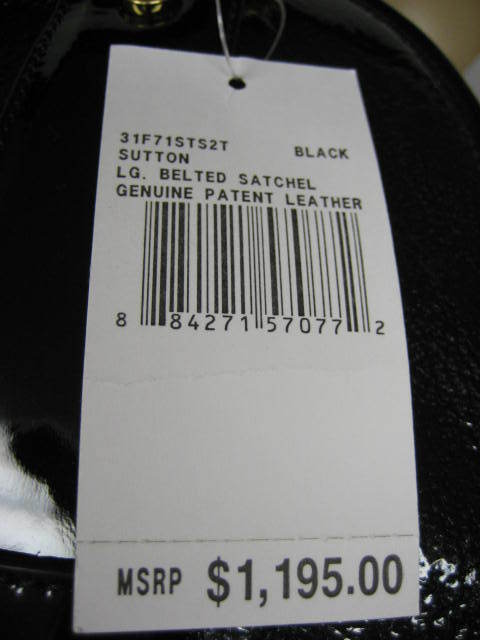 31F71STS2T BLACK
SUTTON
LG. BELTED SATCHEL
GENUINE PATENT LEATHER
8 84271 57077 2
MSRP $1,195.00